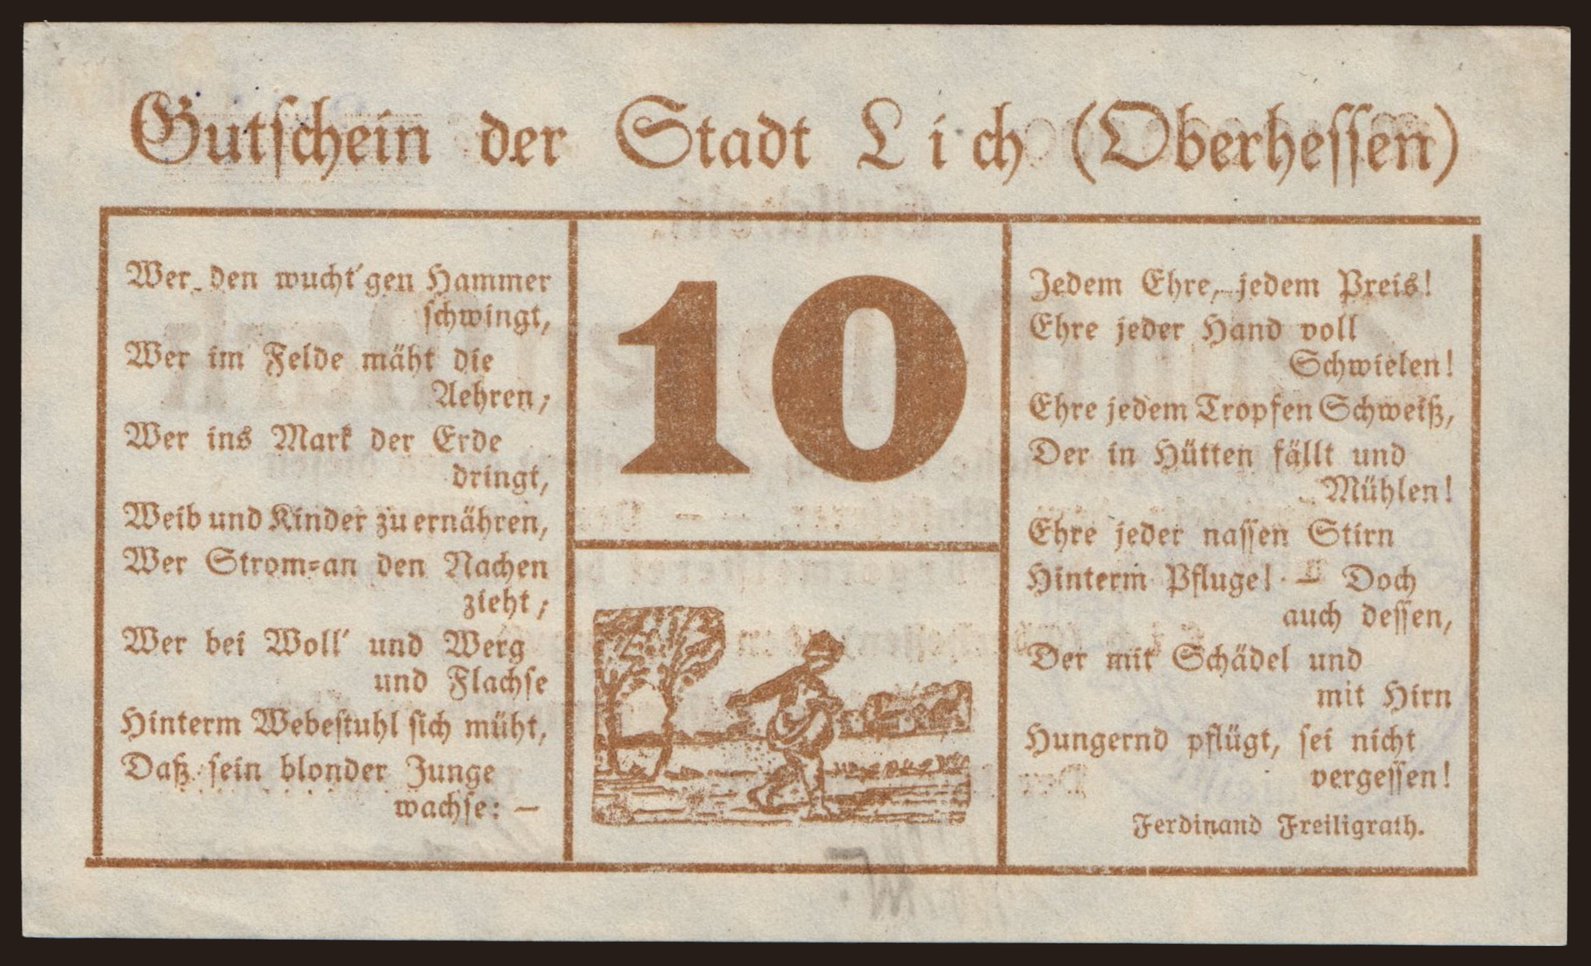 Gutschein der Stadt Lich (Oberhessen)
Wer den wucht'gen Hammer
schwingt,
Wer im Felde mäht die
Aehren;
Wer ins Mark der Erde
dringt,
Weib und Kinder zu ernähren,
Wer Strom-an den Nachen
zieht;
Wer bei Woll' und Werg
und Flachse
Hinterm Webestuhl sich müht,
Daß sein blonder Junge
wachse: —
10
Jedem Ehre, jedem Preis!
Ehre jeder Hand voll
Schwielen!
Ehre jedem Tropfen Schweiß,
Der in Hütten fällt und
Mühlen!
Ehre jeder nassen Stirn
Hinterm Pfluge! — Doch
auch dessen,
Der mit Schädel und
mit Hirn
Hungernd pflügt, sei nicht
vergessen!
Ferdinand Freiligrath.